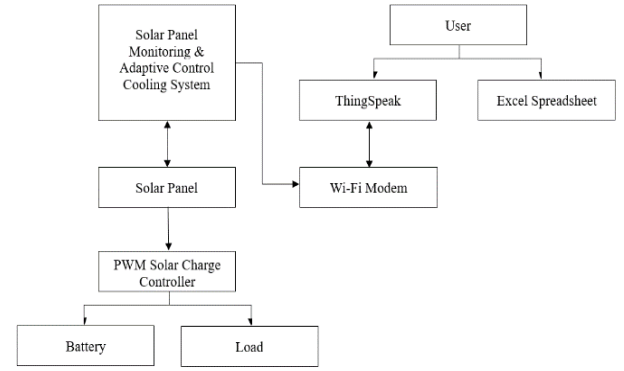 Solar Panel
Monitoring &
Adaptive Control
Cooling System
User
ThingSpeak
Excel Spreadsheet
Solar Panel
Wi-Fi Modem
PWM Solar Charge
Controller
Battery
Load